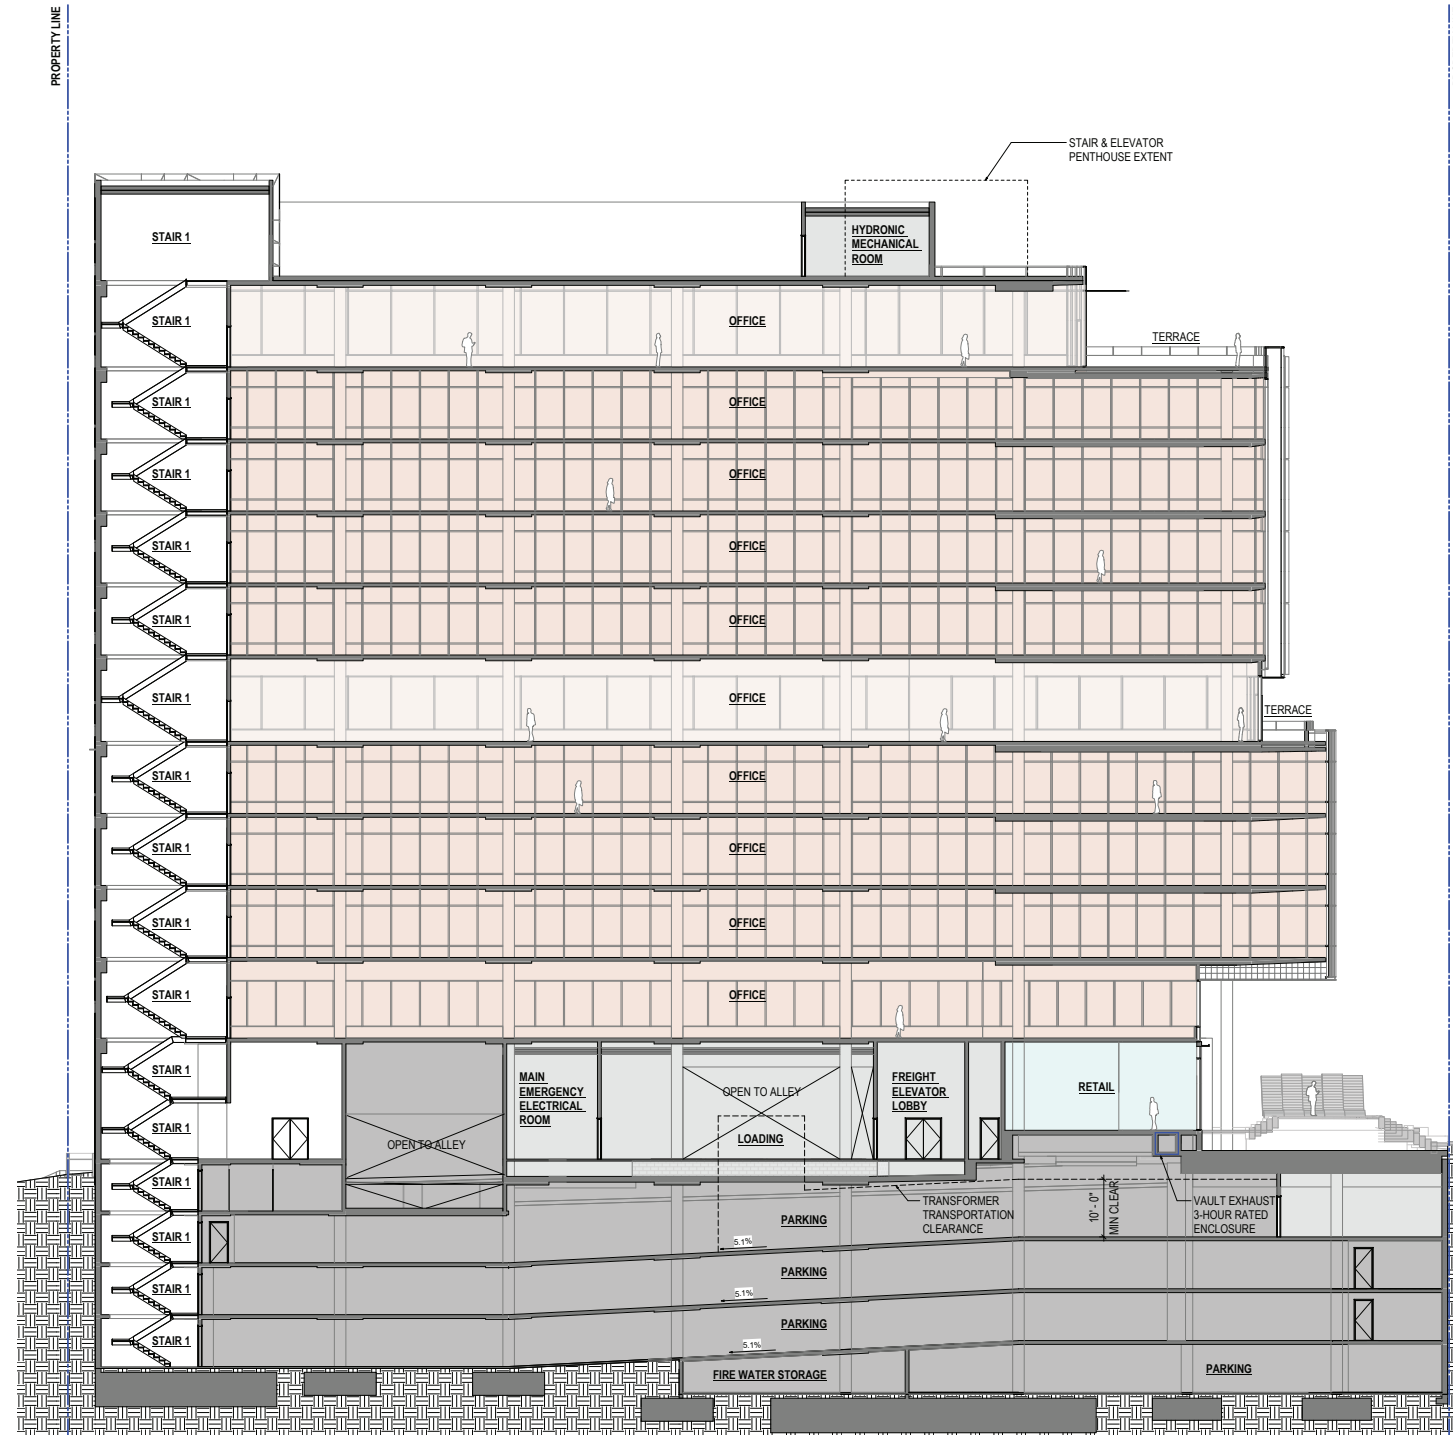 PROPERTY LINE
STAIR & ELEVATOR
PENTHOUSE EXTENT
STAIR 1
HYDRONIC
MECHANICAL
ROOM
STAIR 1
OFFICE
TERRACE
STAIR 1
OFFICE
STAIR 1
OFFICE
STAIR 1
OFFICE
STAIR 1
OFFICE
STAIR 1
OFFICE
TERRACE
STAIR 1
OFFICE
STAIR 1
OFFICE
STAIR 1
OFFICE
STAIR 1
OFFICE
STAIR 1
MAIN
EMERGENCY
ELECTRICAL
ROOM
OPEN TO ALLEY
FREIGHT
ELEVATOR
LOBBY
RETAIL
STAIR 1
OPEN TO ALLEY
LOADING
STAIR 1
TRANSFORMER
TRANSPORTATION
CLEARANCE
10' - 0"
MIN CLEAR
VAULT EXHAUST
3-HOUR RATED
ENCLOSURE
STAIR 1
PARKING
5.1%
STAIR 1
PARKING
5.1%
STAIR 1
PARKING
5.1%
FIRE WATER STORAGE
PARKING